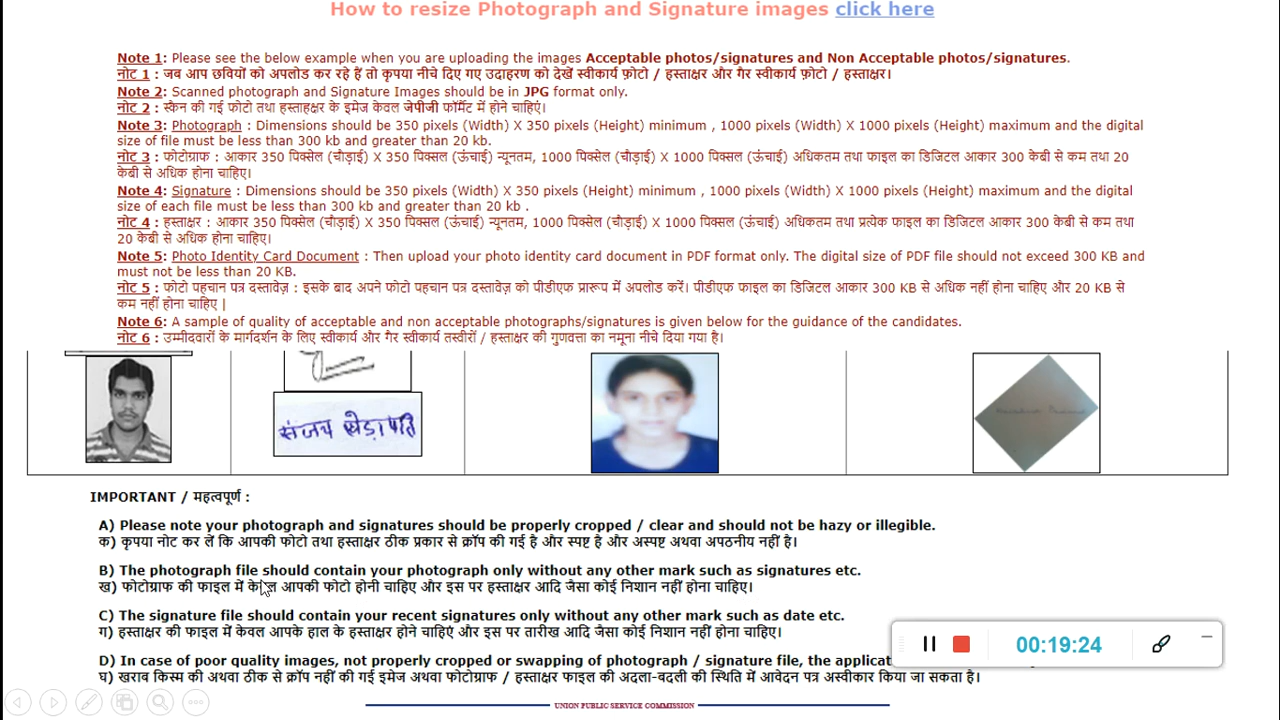 How to resize Photograph and Signature images click here
Note 1: Please see the below example when you are uploading the images Acceptable photos/signatures and Non Acceptable photos/signatures.
नोट 1 : जब आप छवियों को अपलोड कर रहे हैं तो कृपया नीचे दिए गए उदाहरण को देखें स्वीकार्य फ़ोटो / हस्ताक्षर और गैर स्वीकार्य फ़ोटो / हस्ताक्षर।
Note 2: Scanned photograph and Signature Images should be in JPG format only.
नोट 2 : स्कैन की गई फोटो तथा हस्ताहक्षर के इमेज केवल जेपीजी फॉर्मेट में होने चाहिएं।
Note 3: Photograph : Dimensions should be 350 pixels (Width) X 350 pixels (Height) minimum , 1000 pixels (Width) X 1000 pixels (Height) maximum and the digital
size of file must be less than 300 kb and greater than 20 kb.
नोट 3 : फोटोग्राफ : आकार 350 पिक्सेल (चौड़ाई) X 350 पिक्सल (ऊंचाई) न्यूनतम, 1000 पिक्सेल (चौड़ाई) X 1000 पिक्सल (ऊंचाई) अधिकतम तथा फाइल का डिजिटल आकार 300 केबी से कम तथा 20
केबी से अधिक होना चाहिए।
Note 4: Signature : Dimensions should be 350 pixels (Width) X 350 pixels (Height) minimum , 1000 pixels (Width) X 1000 pixels (Height) maximum and the digital
size of each file must be less than 300 kb and greater than 20 kb .
नोट 4 : हस्ताक्षर : आकार 350 पिक्सेल (चौड़ाई) X 350 पिक्सल (ऊंचाई) न्यूनतम, 1000 पिक्सेल (चौड़ाई) X 1000 पिक्सल (ऊंचाई) अधिकतम तथा प्रत्येक फाइल का डिजिटल आकार 300 केबी से कम तथा
20 केबी से अधिक होना चाहिए।
Note 5: Photo Identity Card Document : Then upload your photo identity card document in PDF format only. The digital size of PDF file should not exceed 300 KB and
must not be less than 20 KB.
नोट 5 : फोटो पहचान पत्र दस्तावेज़ : इसके बाद अपने फोटो पहचान पत्र दस्तावेज़ को पीडीएफ प्रारूप में अपलोड करें। पीडीएफ फाइल का डिजिटल आकार 300 KB से अधिक नहीं होना चाहिए और 20 KB से
कम नहीं होना चाहिए |
Note 6: A sample of quality of acceptable and non acceptable photographs/signatures is given below for the guidance of the candidates.
नोट 6 : उम्मीदवारों के मार्गदर्शन के लिए स्वीकार्य और गैर स्वीकार्य तस्वीरों / हस्ताक्षर की गुणवत्ता का नमूना नीचे दिया गया है।
संजय खेड़ापति
IMPORTANT / महत्वपूर्ण :
A) Please note your photograph and signatures should be properly cropped / clear and should not be hazy or illegible.
क) कृपया नोट कर लें कि आपकी फोटो तथा हस्ताक्षर ठीक प्रकार से क्रॉप की गई है और स्पष्ट है और अस्पष्ट अथवा अपठनीय नहीं है।
B) The photograph file should contain your photograph only without any other mark such as signatures etc.
ख) फोटोग्राफ की फाइल में केवल आपकी फोटो होनी चाहिए और इस पर हस्ताक्षर आदि जैसा कोई निशान नहीं होना चाहिए।
C) The signature file should contain your recent signatures only without any other mark such as date etc.
ग) हस्ताक्षर की फाइल में केवल आपके हाल के हस्ताक्षर होने चाहिएं और इस पर तारीख आदि जैसा कोई निशान नहीं होना चाहिए।
00:19:24
D) In case of poor quality images, not properly cropped or swapping of photograph / signature file, the
घ) खराब किस्म की अथवा ठीक से क्रॉप नहीं की गई इमेज अथवा फोटोग्राफ / हस्ताक्षर फाइल की अदला-बदली की स्थिति में आवेदन पत्र अस्वीकार किया जा सकता है।
UNION PUBLIC SERVICE COMMISSION